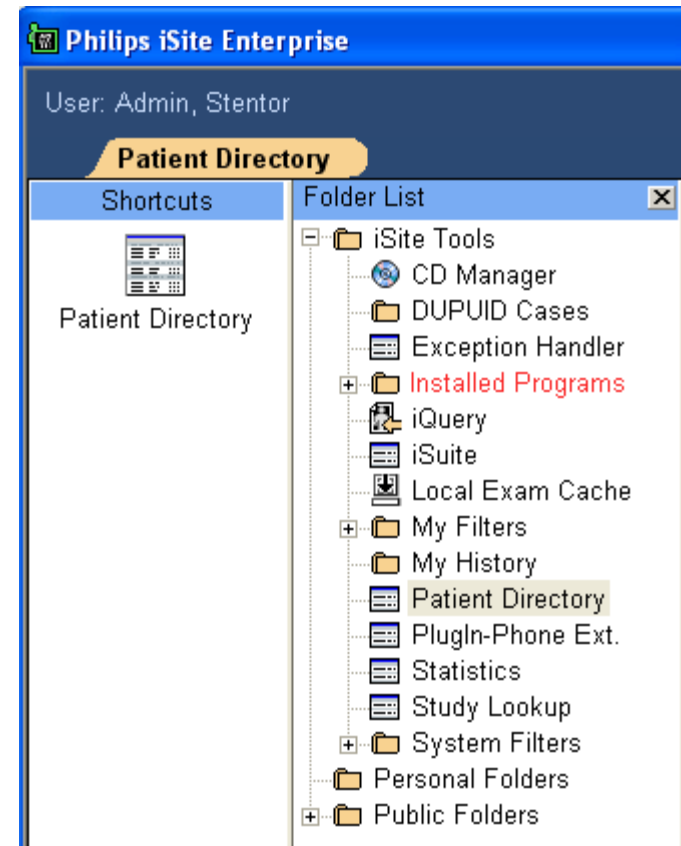 Philips iSite Enterprise
User: Admin, Stentor
Patient Directory
Shortcuts
Patient Directory
Folder List
iSite Tools
CD Manager
DUPUID Cases
Exception Handler
Installed Programs
iQuery
iSuite
Local Exam Cache
My Filters
My History
Patient Directory
PlugIn-Phone Ext.
Statistics
Study Lookup
System Filters
Personal Folders
Public Folders